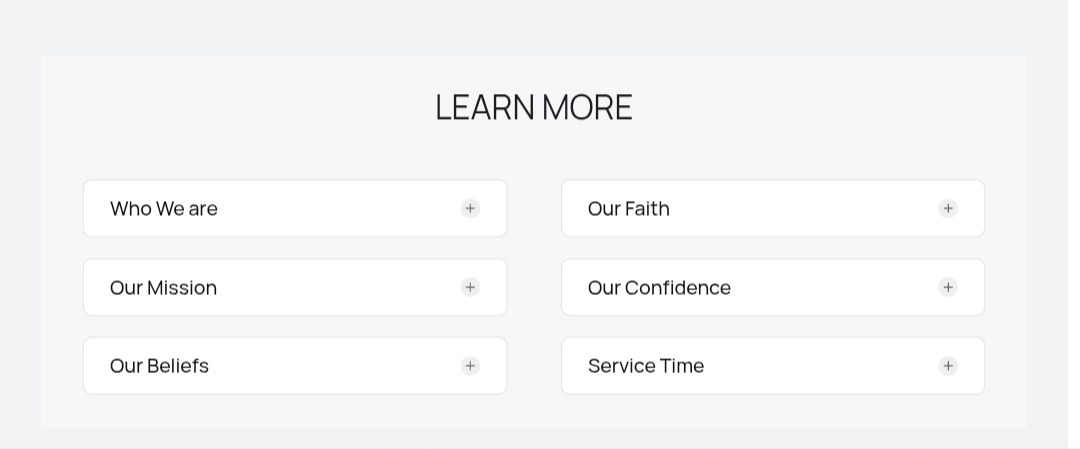 LEARN MORE
Who We are
Our Faith
Our Mission
Our Confidence
Our Beliefs
Service Time